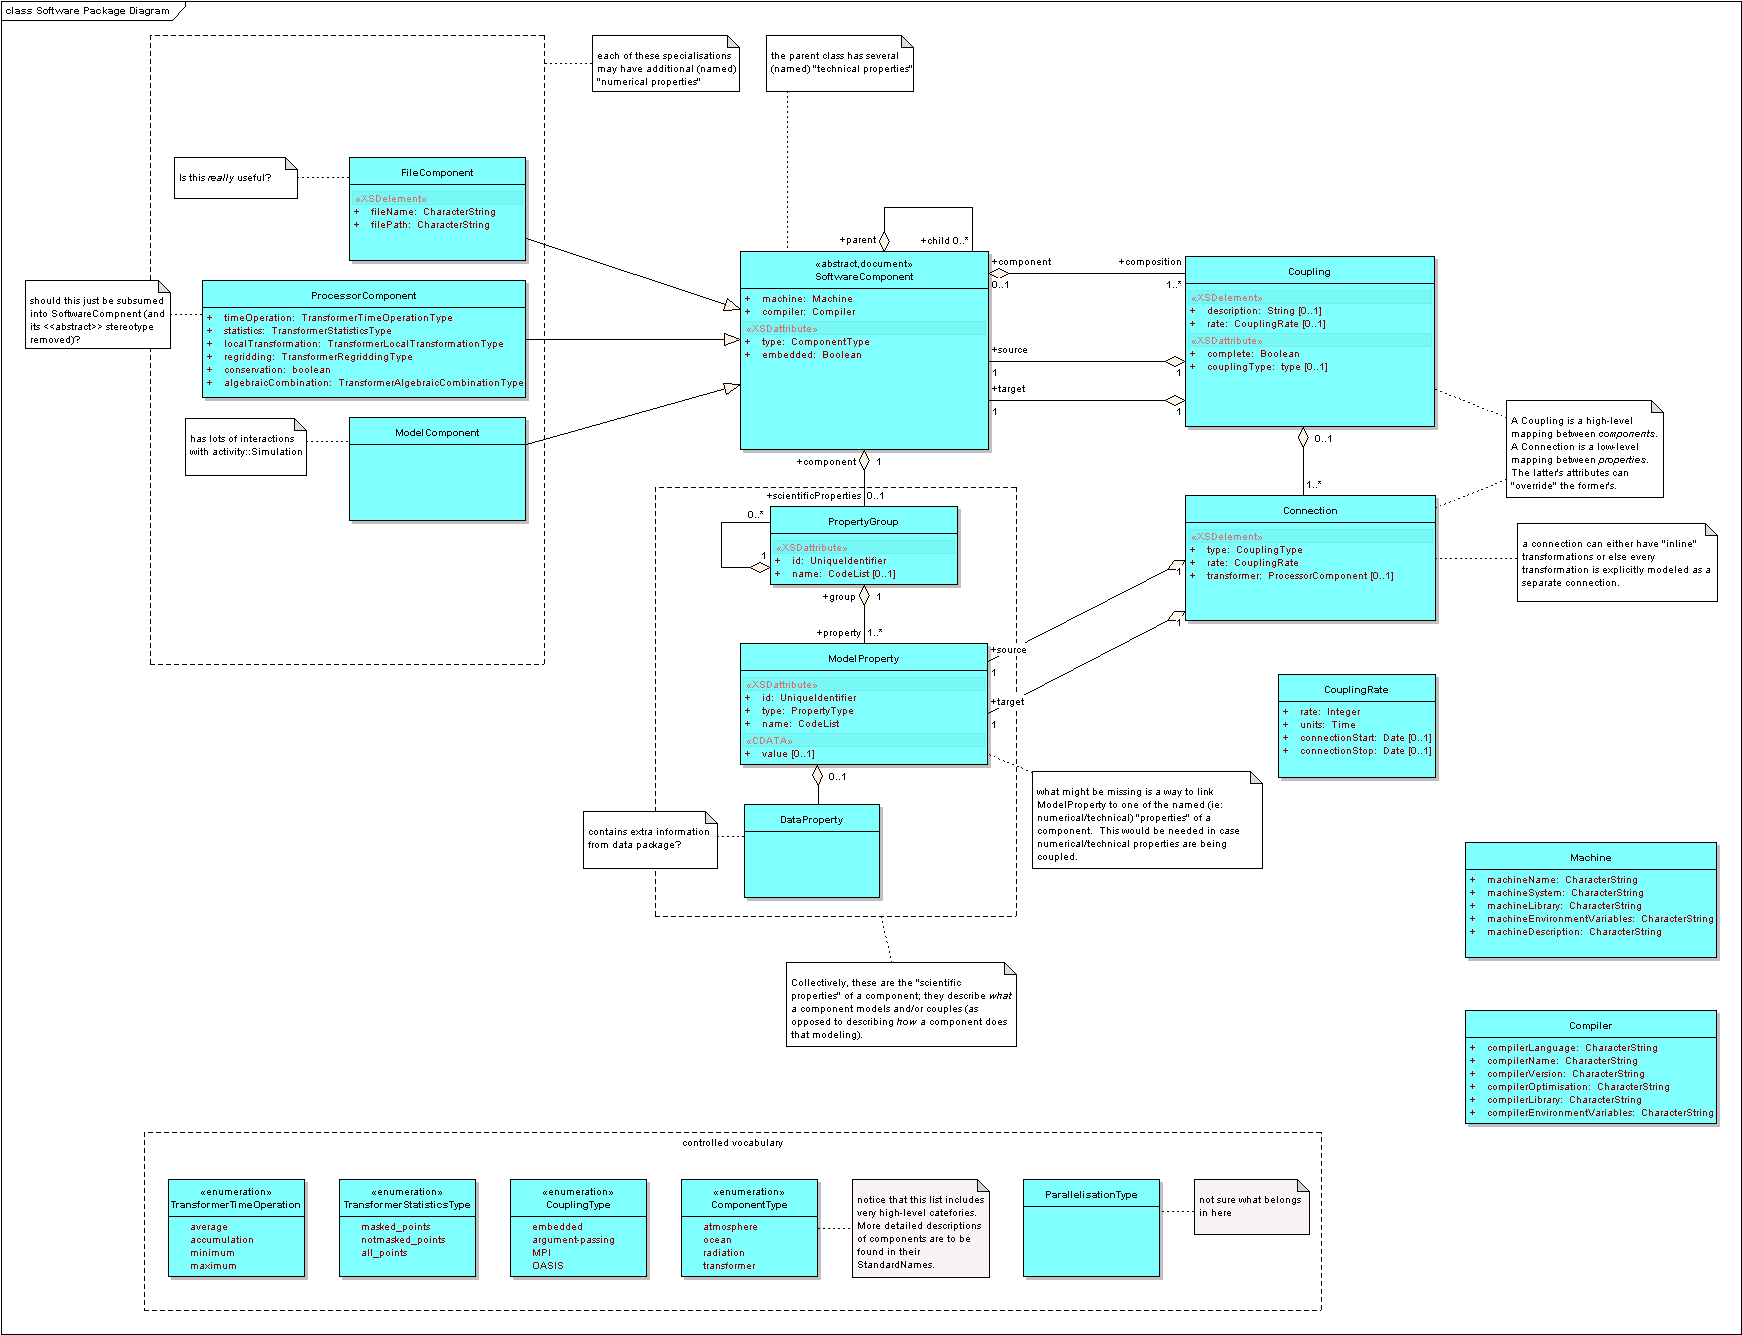 class Software Package Diagram
each of these specialisations
may have additional (named)
"numerical properties"
the parent class has several
(named) "technical properties"
Is this really useful?
FileComponent
«XSDelement»
+ fileName: CharacterString
+ filePath: CharacterString
should this just be subsumed
into SoftwareCompnent (and
its <<abstract>> stereotype
removed)?
ProcessorComponent
+ timeOperation: TransformerTimeOperationType
+ statistics: TransformerStatisticsType
+ localTransformation: TransformerLocalTransformationType
+ regridding: TransformerRegriddingType
+ conservation: boolean
+ algebraicCombination: TransformerAlgebraicCombinationType
has lots of interactions
with activity::Simulation
ModelComponent
+parent
+child 0..*
«abstract,document»
SoftwareComponent
+ machine: Machine
+ compiler: Compiler
«XSDattribute»
+ type: ComponentType
+ embedded: Boolean
+component
0..1
+composition
1..*
+source
1
1
+target
1
1
Coupling
«XSDelement»
+ description: String [0..1]
+ rate: CouplingRate [0..1]
«XSDattribute»
+ complete: Boolean
+ couplingType: type [0..1]
0..1
1..*
A Coupling is a high-level
mapping between components.
A Connection is a low-level
mapping between properties.
The latter's attributes can
"override" the former's.
Connection
«XSDelement»
+ type: CouplingType
+ rate: CouplingRate
+ transformer: ProcessorComponent [0..1]
a connection can either have "inline"
transformations or else every
transformation is explicitly modeled as a
separate connection.
+component 1
+scientificProperties 0..1
0..*
1
PropertyGroup
«XSDattribute»
+ id: UniqueIdentifier
+ name: CodeList [0..1]
+group 1
+property 1..*
ModelProperty
«XSDattribute»
+ id: UniqueIdentifier
+ type: PropertyType
+ name: CodeList
«CDATA»
+ value [0..1]
+source
1
1
+target
1
1
0..1
DataProperty
contains extra information
from data package?
what might be missing is a way to link
ModelProperty to one of the named (ie:
numerical/technical) "properties" of a
component. This would be needed in case
numerical/technical properties are being
coupled.
CouplingRate
+ rate: Integer
+ units: Time
+ connectionStart: Date [0..1]
+ connectionStop: Date [0..1]
Machine
+ machineName: CharacterString
+ machineSystem: CharacterString
+ machineLibrary: CharacterString
+ machineEnvironmentVariables: CharacterString
+ machineDescription: CharacterString
Collectively, these are the "scientific
properties" of a component; they describe what
a component models and/or couples (as
opposed to describing how a component does
that modeling).
Compiler
+ compilerLanguage: CharacterString
+ compilerName: CharacterString
+ compilerVersion: CharacterString
+ compilerOptimisation: CharacterString
+ compilerLibrary: CharacterString
+ compilerEnvironmentVariables: CharacterString
controlled vocabulary
«enumeration»
TransformerTimeOperation
average
accumulation
minimum
maximum
«enumeration»
TransformerStatisticsType
masked_points
notmasked_points
all_points
«enumeration»
CouplingType
embedded
argument-passing
MPI
OASIS
«enumeration»
ComponentType
atmosphere
ocean
radiation
transformer
notice that this list includes
very high-level catefories.
More detailed descriptions
of components are to be
found in their
StandardNames.
ParallelisationType
not sure what belongs
in here